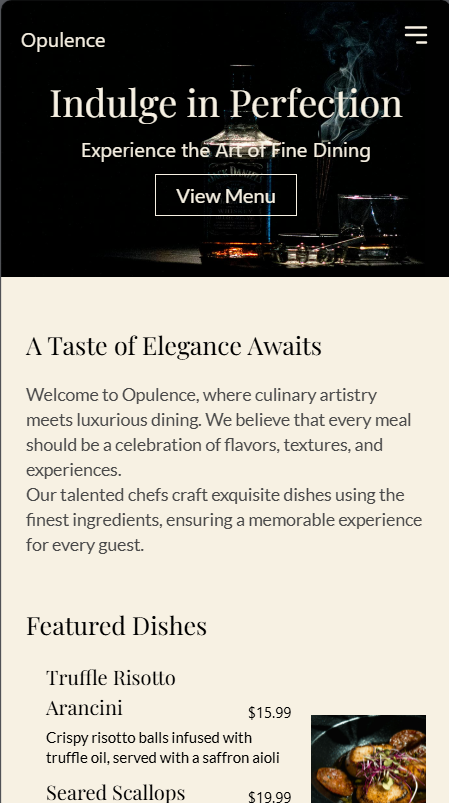 Opulence
Indulge in Perfection
Experience the Art of Fine Dining
JACK DANIEL'S
View Menu
A Taste of Elegance Awaits
Welcome to Opulence, where culinary artistry
meets luxurious dining. We believe that every meal
should be a celebration of flavors, textures, and
experiences.
Our talented chefs craft exquisite dishes using the
finest ingredients, ensuring a memorable experience
for every guest.
Featured Dishes
Truffle Risotto
Arancini
$15.99
Crispy risotto balls infused with
truffle oil, served with a saffron aioli
Seared Scallops
$19.99